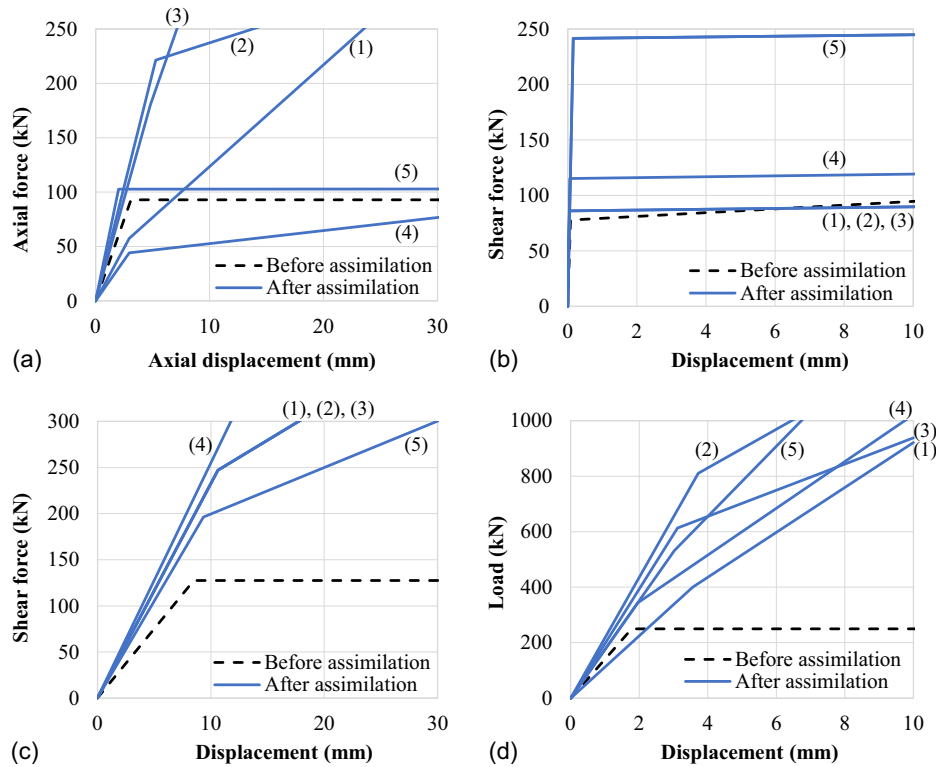 (3)
250
(2)
(1)
200
150
Axial force (kN)
100
(5)
50
(4)
Before assimilation
After assimilation
0
0 10 20 30
(a) Axial displacement (mm)
250
(5)
200
150
Shear force (kN)
(4)
100
(1), (2), (3)
50
Before assimilation
After assimilation
0
0 2 4 6 8 10
(b) Displacement (mm)
(1), (2), (3)
300
(4)
(5)
250
200
Shear force (kN)
150
100
50
Before assimilation
After assimilation
0
0 10 20 30
(c) Displacement (mm)
(4)
1000
(3)
(2) (5) (1)
800
600
Load (kN)
400
200
Before assimilation
After assimilation
0
0 2 4 6 8 10
(d) Displacement (mm)